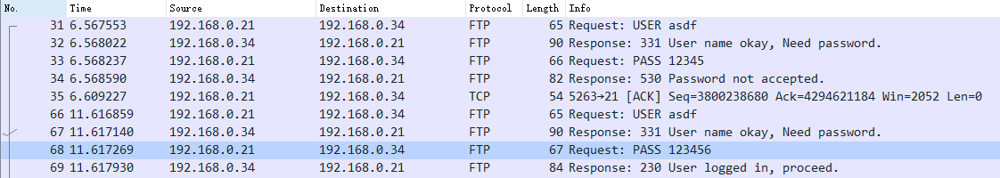 No. Time Source Destination Protocol Length Info
31 6.567553 192.168.0.21 192.168.0.34 FTP 65 Request: USER asdf
32 6.568022 192.168.0.34 192.168.0.21 FTP 90 Response: 331 User name okay, Need password.
33 6.568237 192.168.0.21 192.168.0.34 FTP 66 Request: PASS 12345
34 6.568590 192.168.0.34 192.168.0.21 FTP 82 Response: 530 Password not accepted.
35 6.609227 192.168.0.21 192.168.0.34 TCP 54 5263→21 [ACK] Seq=3800238680 Ack=4294621184 Win=2052 Len=0
66 11.616859 192.168.0.21 192.168.0.34 FTP 65 Request: USER asdf
67 11.617140 192.168.0.34 192.168.0.21 FTP 90 Response: 331 User name okay, Need password.
68 11.617269 192.168.0.21 192.168.0.34 FTP 67 Request: PASS 123456
69 11.617930 192.168.0.34 192.168.0.21 FTP 84 Response: 230 User logged in, proceed.